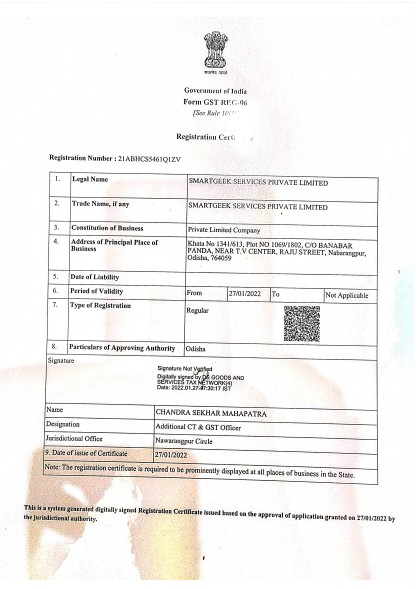 सत्यमेव जयते
Government of India
Form GST REG-06
[See Rule
Registration
Registration Number : 21ABHCS5461Q1ZV
1. Legal Name SMARTGEEK SERVICES PRIVATE LIMITED
2. Trade Name, if any SMARTGEEK SERVICES PRIVATE LIMITED
3. Constitution of Business Private Limited Company
4. Address of Principal Place of Business Khata No 1341/613, Plot NO 1069/1802, C/O BANABAR
PANDA, NEAR T.V CENTER, RAJU STREET, Nabarangpur,
Odisha, 764059
5. Date of Liability
6. Period of Validity From 27/01/2022 To Not Applicable
7. Type of Registration Regular
8. Particulars of Approving Authority Odisha
Signature
Signature Not Verified
Digitally signed by DS GOODS AND
SERVICES TAX NETWORK(4)
Date: 2022.01.27 17:30:17 IST
Name CHANDRA SEKHAR MAHAPATRA
Designation Additional CT & GST Officer
Jurisdictional Office Nawarangpur Circle
9. Date of issue of Certificate 27/01/2022
Note: The registration certificate is required to be prominently displayed at all places of business in the State.
This is a system generated digitally signed Registration Certificate issued based on the approval of application granted on 27/01/2022 by
the jurisdictional authority.